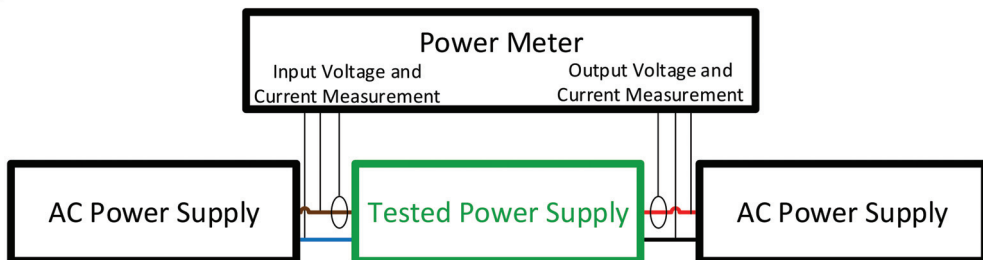 Power Meter
Input Voltage and
Current Measurement
Output Voltage and
Current Measurement
AC Power Supply
Tested Power Supply
AC Power Supply